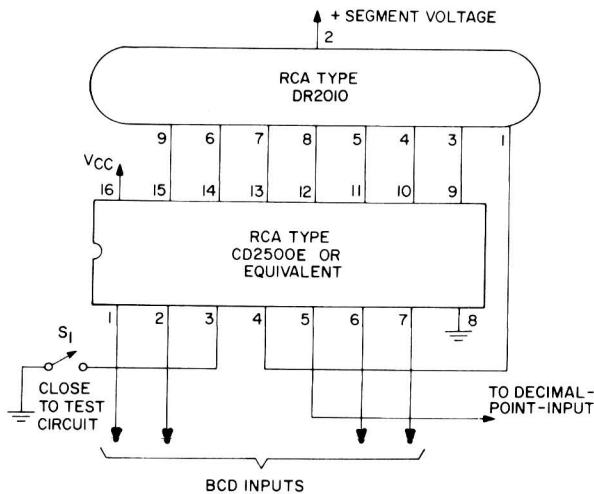 + SEGMENT VOLTAGE
2
RCA TYPE
DR2010
9 6 7 8 5 4 3 1
VCC
16 15 14 13 12 11 10 9
RCA TYPE
CD2500E OR
EQUIVALENT
1 2 3 4 5 6 7 8
S1
CLOSE
TO TEST
CIRCUIT
TO DECIMAL-
POINT-INPUT
BCD INPUTS